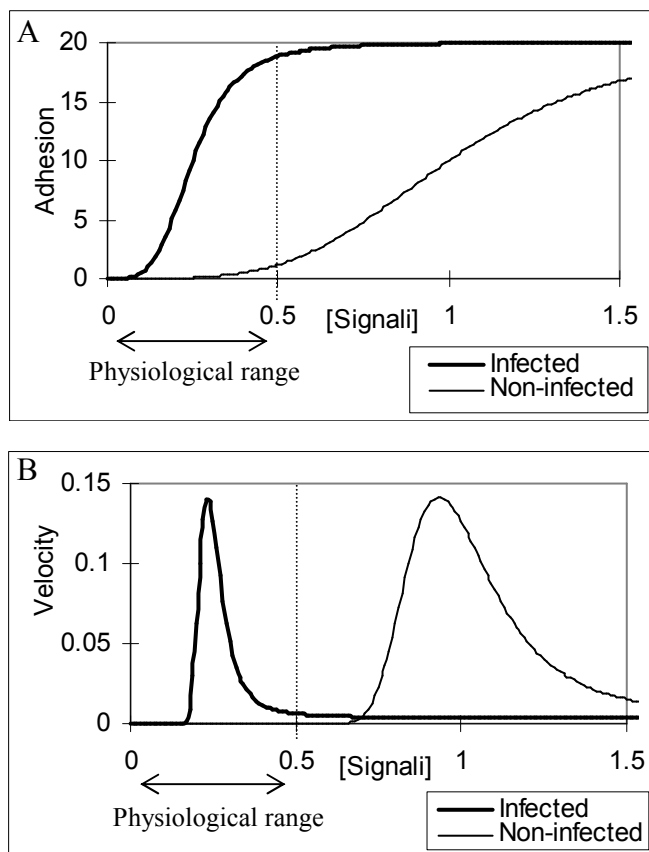 A
20
15
10
5
0
Adhesion
0 0.5 [Signali] 1 1.5
Physiological range
Infected
Non-infected
B
0.15
0.1
0.05
0
Velocity
0 0.5 [Signali] 1 1.5
Physiological range
Infected
Non-infected